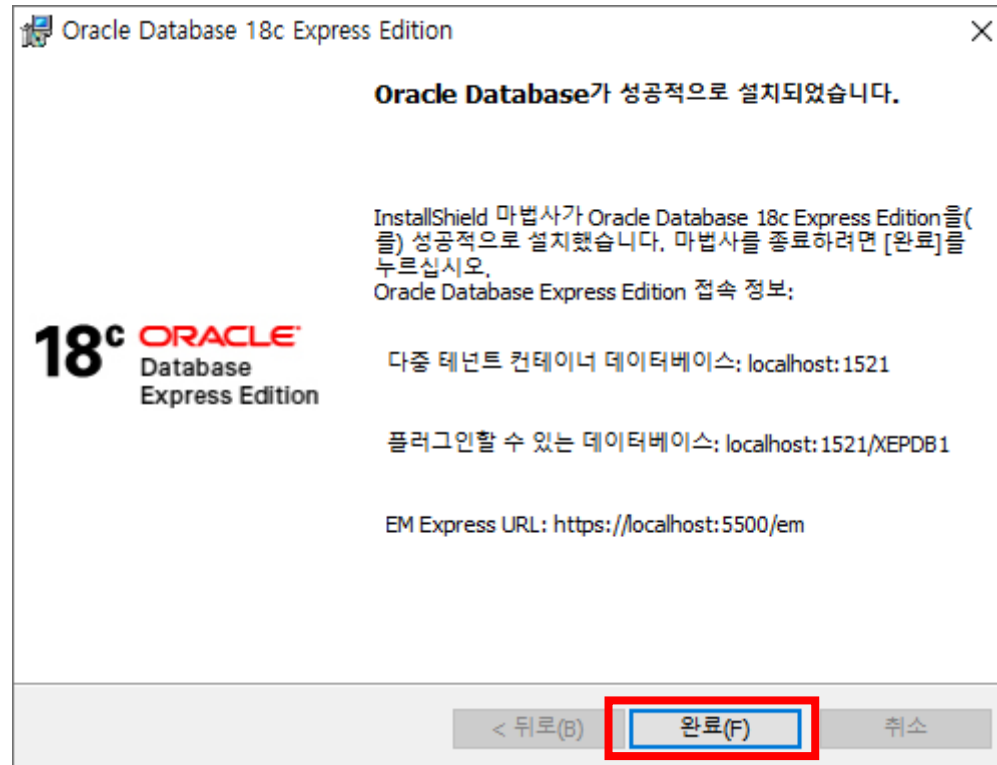 Oracle Database 18c Express Edition
Oracle Database가 성공적으로 설치되었습니다.
InstallShield 마법사가 Oracle Database 18c Express Edition을(
를) 성공적으로 설치했습니다. 마법사를 종료하려면 [완료]를
누르십시오.
Oracle Database Express Edition 접속 정보:
18c ORACLE
Database
Express Edition
다중 테넌트 컨테이너 데이터베이스: localhost:1521
플러그인할 수 있는 데이터베이스: localhost:1521/XEPDB1
EM Express URL: https://localhost:5500/em
< 뒤로(B)
완료(F)
취소